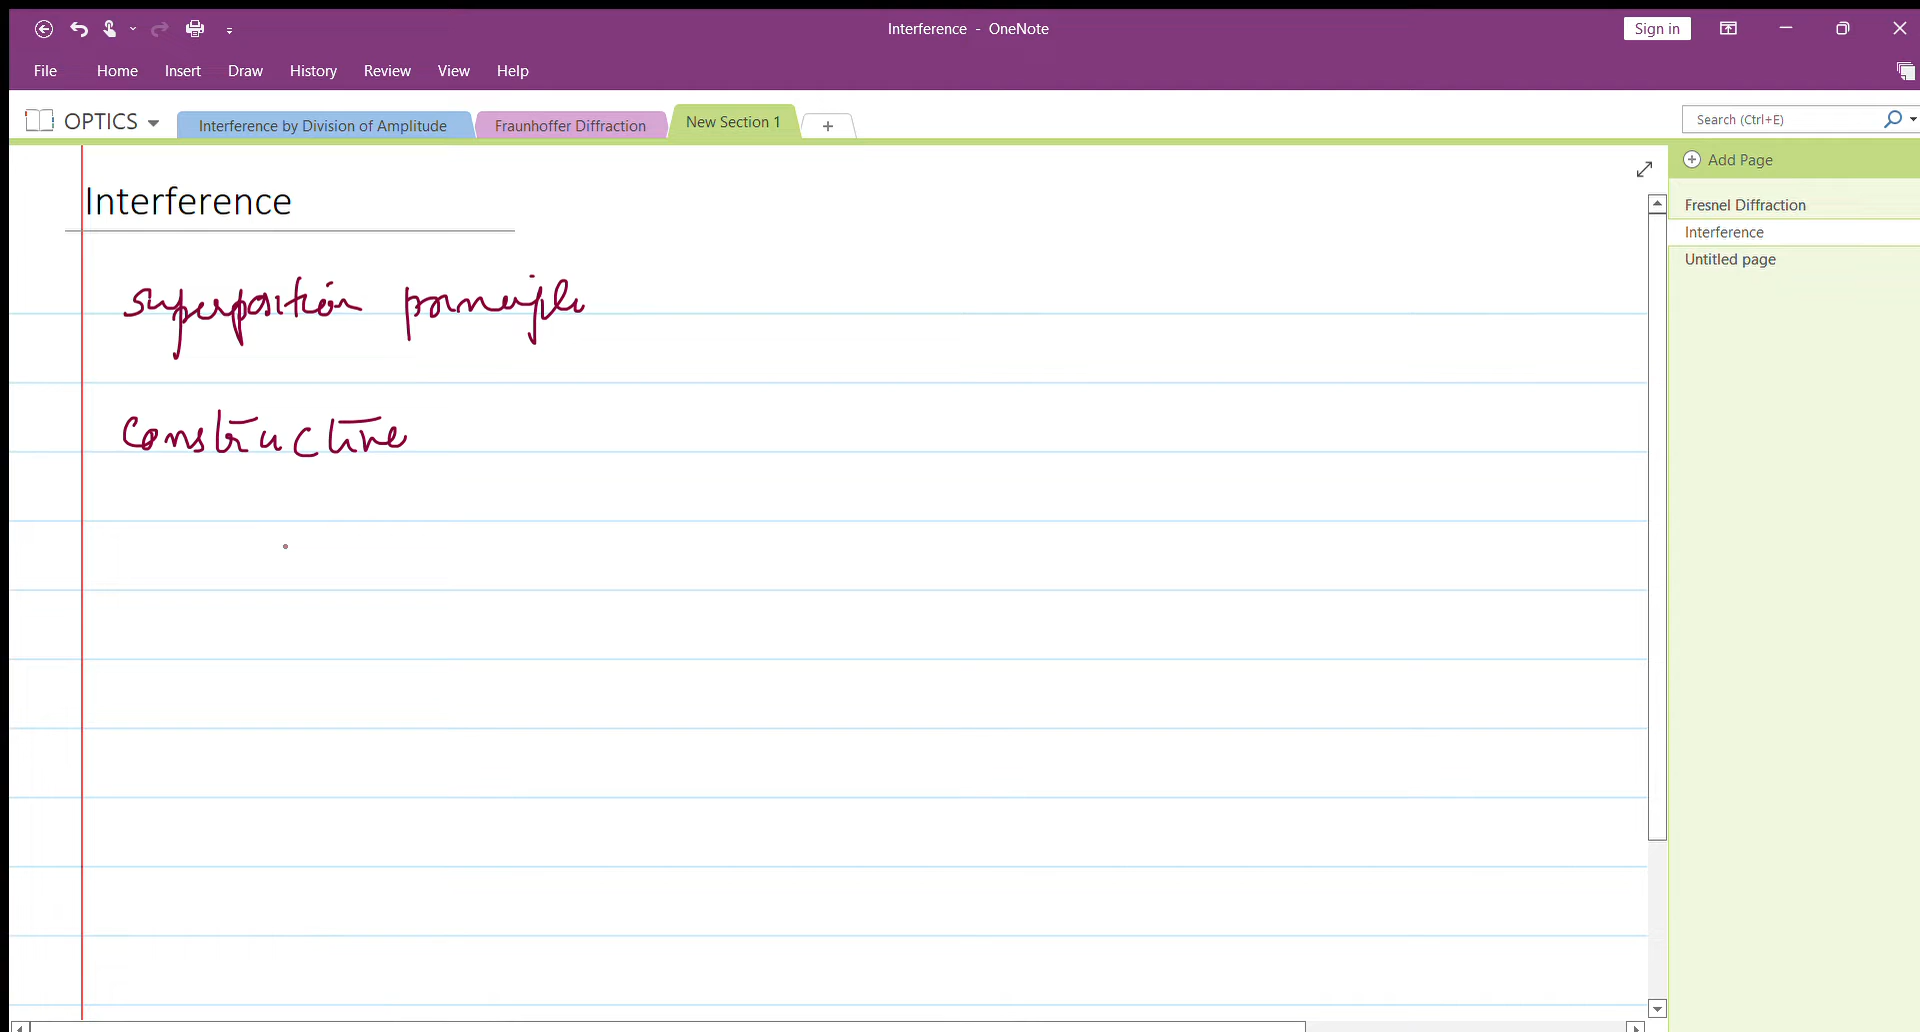 Interference - OneNote
Sign in
File Home Insert Draw History Review View Help
OPTICS Interference by Division of Amplitude Fraunhoffer Diffraction New Section 1 +
Search (Ctrl+E)
Add Page
Interference
Fresnel Diffraction
Interference
Untitled page
superposition principle
Constructive